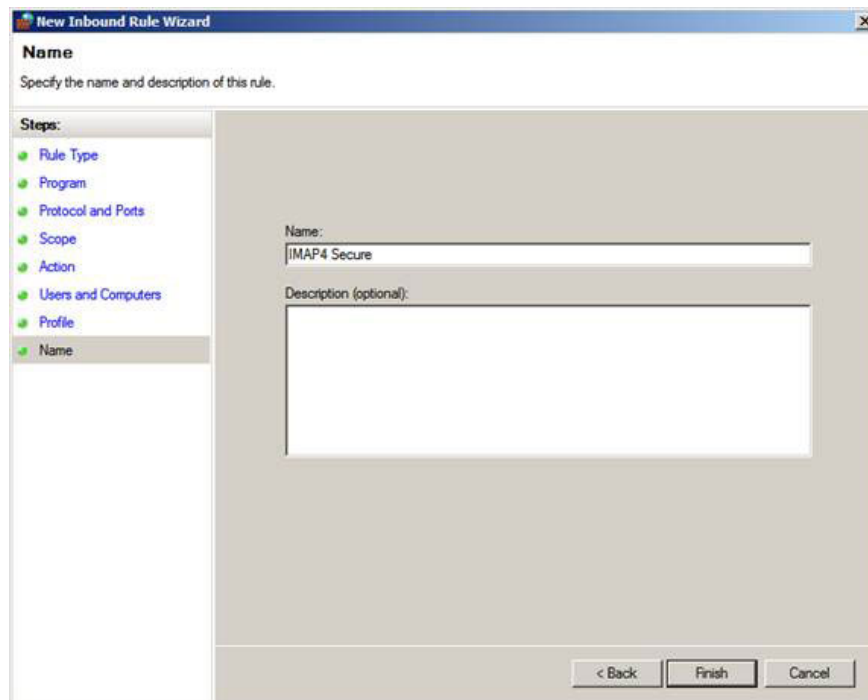 New Inbound Rule Wizard
Name
Specify the name and description of this rule.
Steps:
Rule Type
Program
Protocol and Ports
Scope
Action
Users and Computers
Profile
Name
Name:
IMAP4 Secure
Description (optional):
< Back
Finish
Cancel